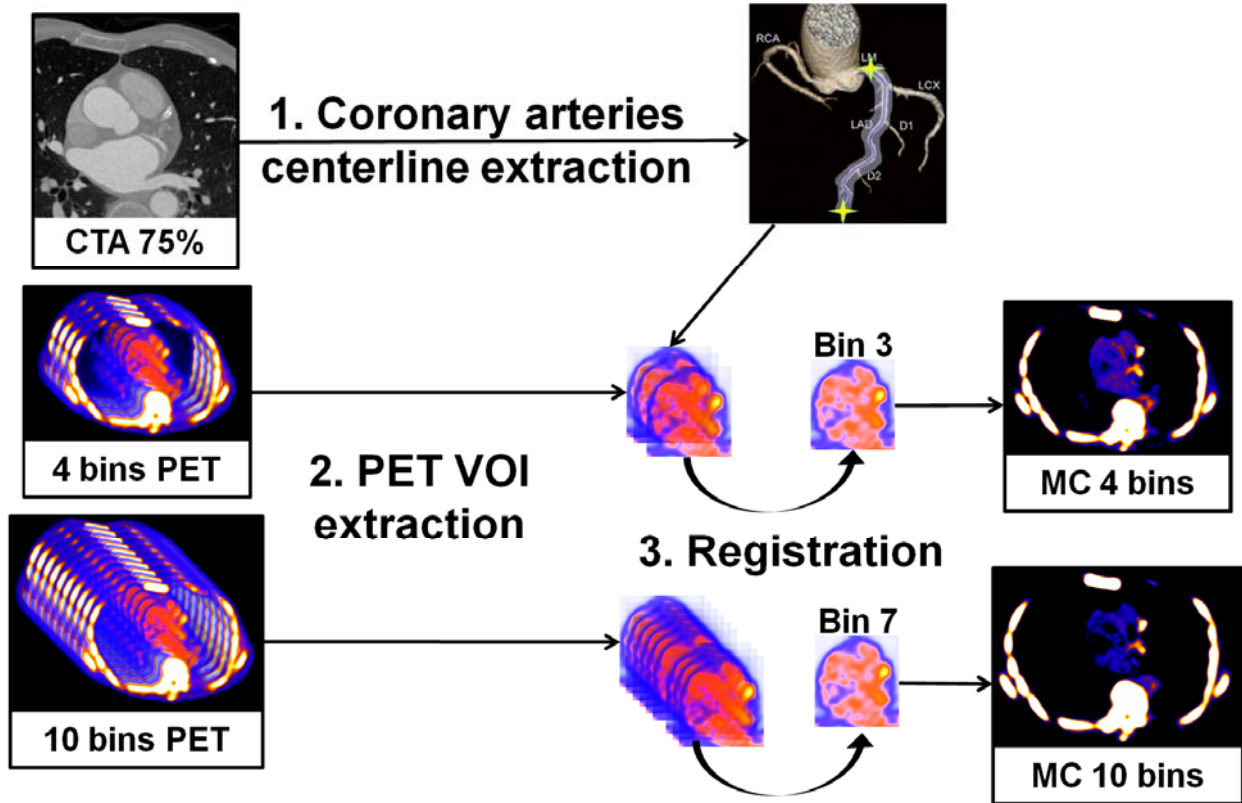 RCA
LM
LCX
LAD
D1
D2
1. Coronary arteries
centerline extraction
CTA 75%
Bin 3
4 bins PET
2. PET VOI
extraction
MC 4 bins
3. Registration
Bin 7
10 bins PET
MC 10 bins